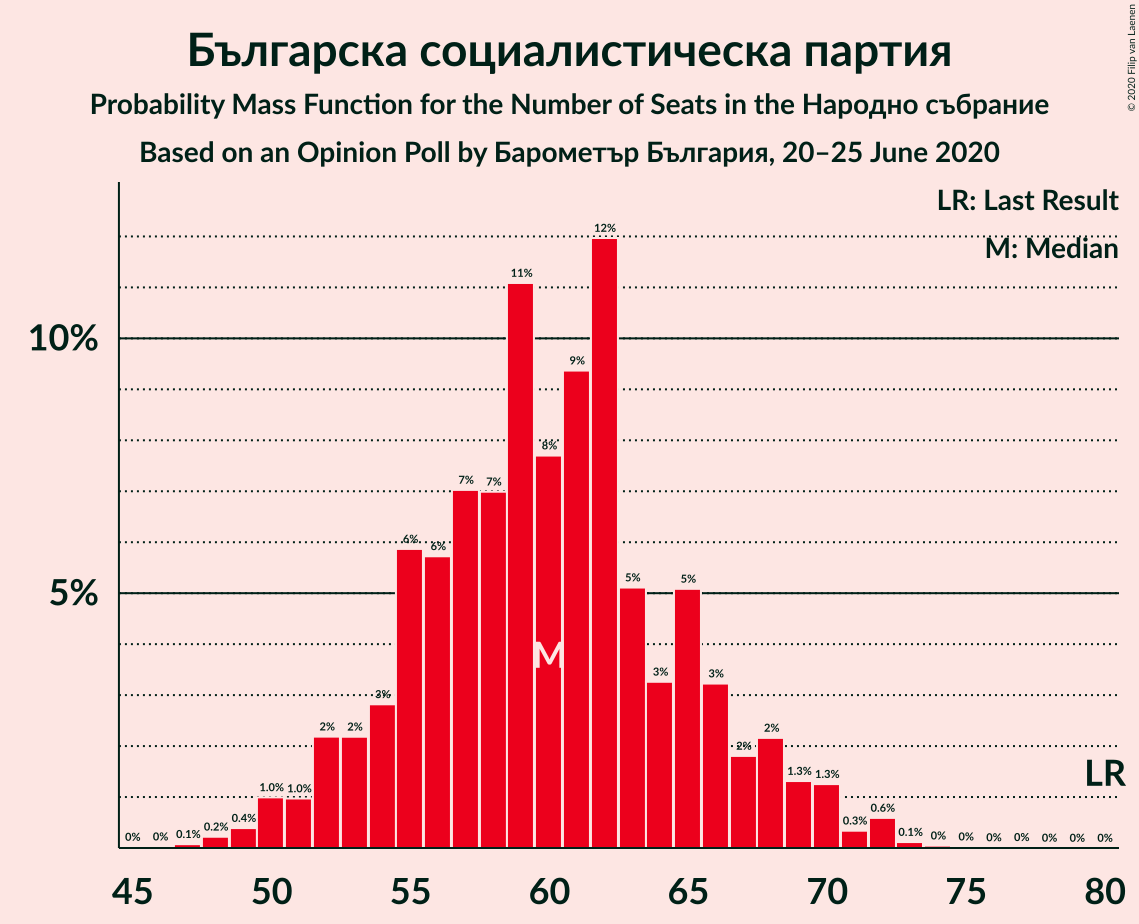 Българска социалистическа партия
Probability Mass Function for the Number of Seats in the Народно събрание
Based on an Opinion Poll by Барометър България, 20–25 June 2020
© 2020 Filip van Laenen
LR: Last Result
M: Median
10%
5%
0% 0% 0.1% 0.2% 0.4% 1.0% 1.0% 2% 2% 3% 6% 6% 7% 7% 11% 8% 9% 12% 5% 3% 5% 3% 2% 2% 1.3% 1.3% 0.3% 0.6% 0.1% 0% 0% 0% 0% 0% 0% 0%
M
LR
45 50 55 60 65 70 75 80